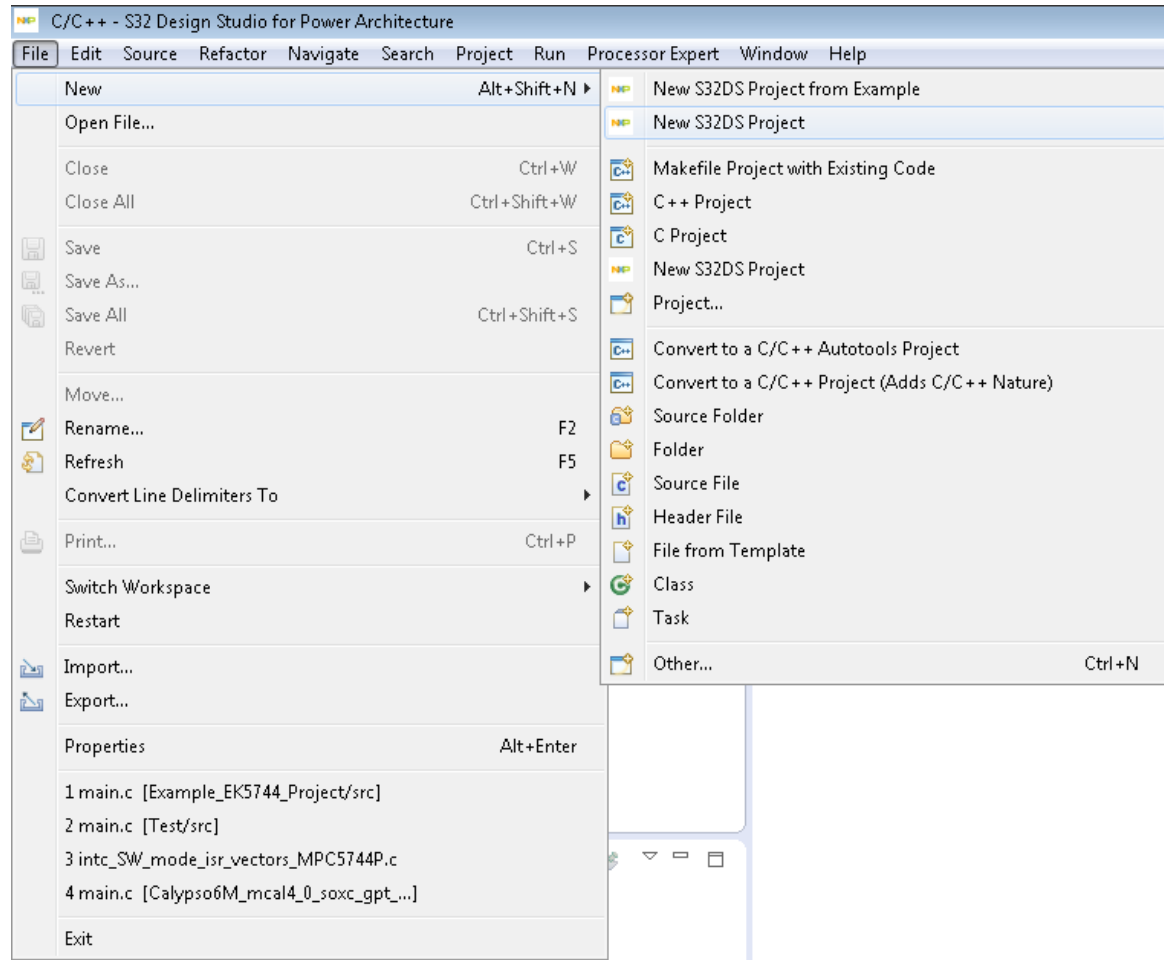 C/C++ - S32 Design Studio for Power Architecture
File Edit Source Refactor Navigate Search Project Run Processor Expert Window Help
New Alt+Shift+N
Open File...
Close Ctrl+W
Close All Ctrl+Shift+W
Save Ctrl+S
Save As...
Save All Ctrl+Shift+S
Revert
Move...
Rename... F2
Refresh F5
Convert Line Delimiters To
Print... Ctrl+P
Switch Workspace
Restart
Import...
Export...
Properties Alt+Enter
1 main.c [Example_EK5744_Project/src]
2 main.c [Test/src]
3 intc_SW_mode_isr_vectors_MPC5744P.c
4 main.c [Calypso6M_mcal4_0_soxc_gpt_...]
Exit
New S32DS Project from Example
New S32DS Project
Makefile Project with Existing Code
C++ Project
C Project
New S32DS Project
Project...
Convert to a C/C++ Autotools Project
Convert to a C/C++ Project (Adds C/C++ Nature)
Source Folder
Folder
Source File
Header File
File from Template
Class
Task
Other... Ctrl+N